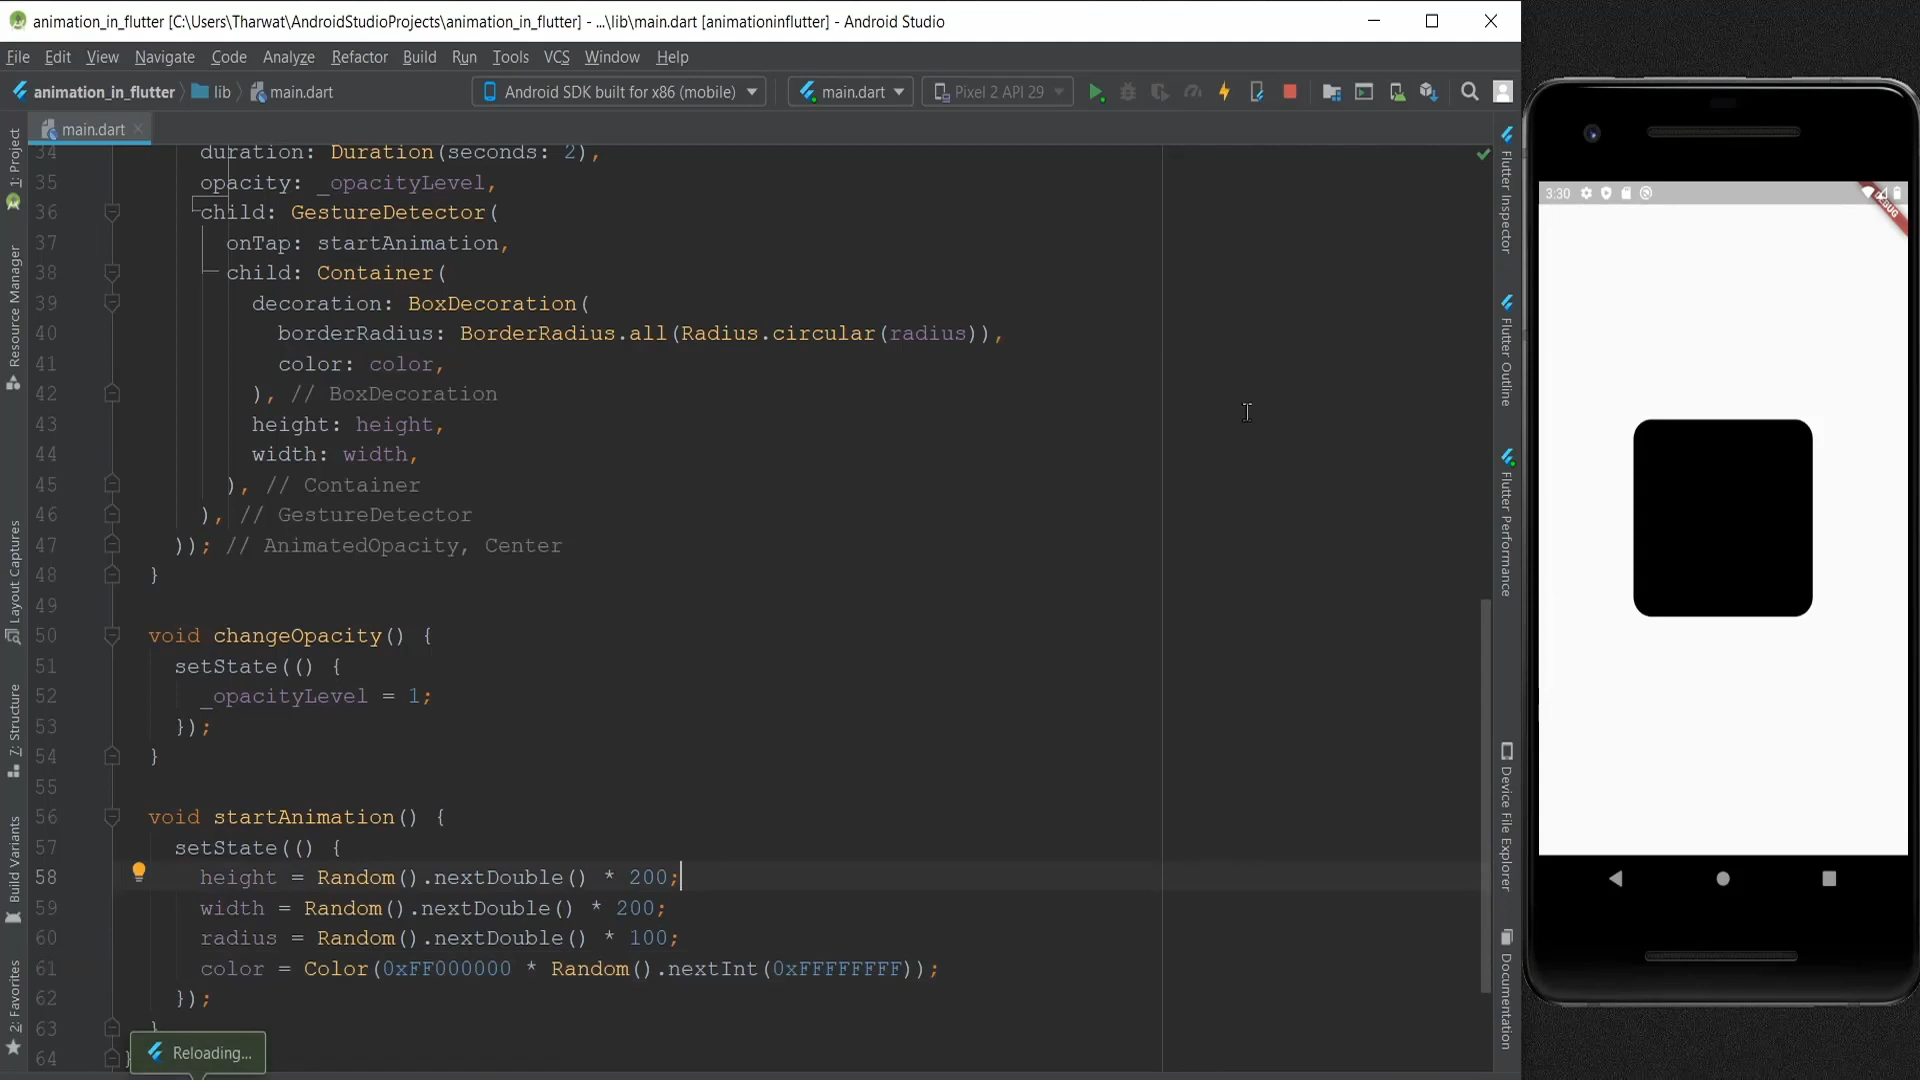 animation_in_flutter [C:\Users\Tharwat\AndroidStudioProjects\animation_in_flutter] - ...\lib\main.dart [animationinflutter] - Android Studio
File Edit View Navigate Code Analyze Refactor Build Run Tools VCS Window Help
animation_in_flutter lib main.dart Android SDK built for x86 (mobile) main.dart Pixel 2 API 29
main.dart
34 duration: Duration(seconds: 2),
35 opacity: _opacityLevel,
36 child: GestureDetector(
37 onTap: startAnimation,
38 child: Container(
39 decoration: BoxDecoration(
40 borderRadius: BorderRadius.all(Radius.circular(radius)),
41 color: color,
42 ), // BoxDecoration
43 height: height,
44 width: width,
45 ), // Container
46 ), // GestureDetector
47 )); // AnimatedOpacity, Center
48 }
49
50 void changeOpacity() {
51 setState(() {
52 _opacityLevel = 1;
53 });
54 }
55
56 void startAnimation() {
57 setState(() {
58 height = Random().nextDouble() * 200;
59 width = Random().nextDouble() * 200;
60 radius = Random().nextDouble() * 100;
61 color = Color(0xFF000000 * Random().nextInt(0xFFFFFFFF));
62 });
63 }
64 }
Reloading...
1: Project
Resource Manager
Layout Captures
7: Structure
Build Variants
2: Favorites
Flutter Inspector
Flutter Outline
Flutter Performance
Device File Explorer
Documentation
3:30
DEBUG